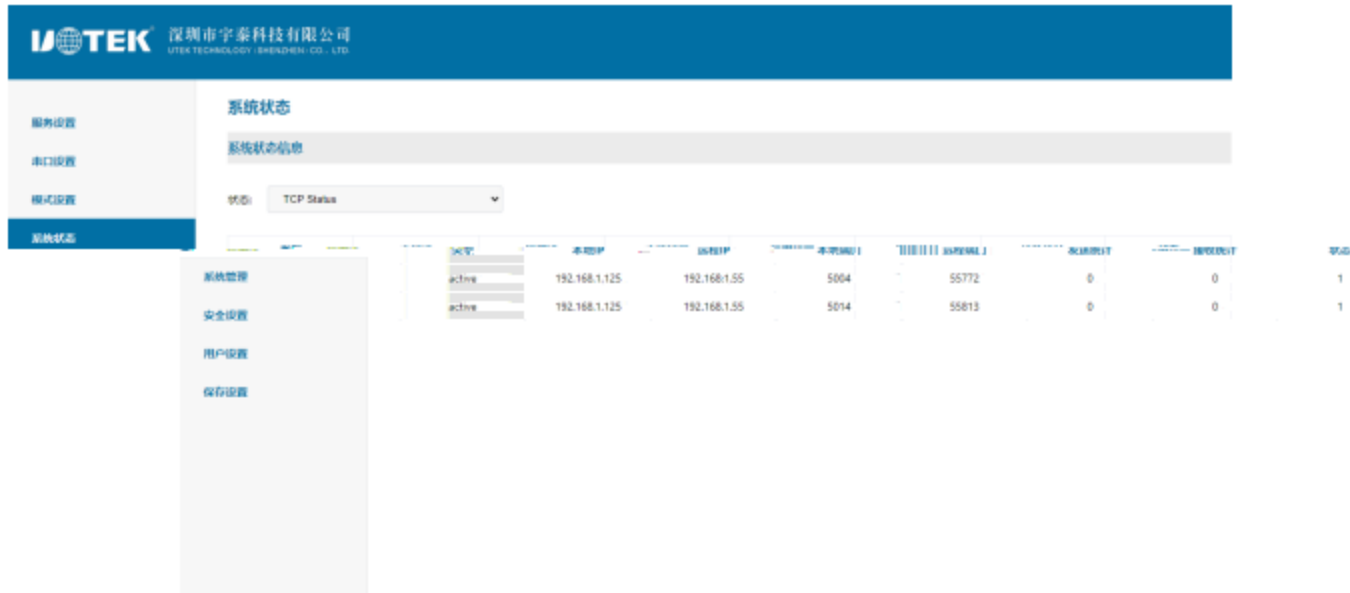 UTEK 深圳市宇泰科技有限公司
UTEK TECHNOLOGY (SHENZHEN) CO., LTD.
服务设置
串口设置
模式设置
系统状态
系统状态
系统状态信息
状态: TCP Status
类型 本地IP 远程IP 本地端口 远程端口 发送统计 接收统计 状态
active 192.168.1.125 192.168.1.55 5004 55772 0 0 1
active 192.168.1.125 192.168.1.55 5014 55813 0 0 1
系统管理
安全设置
用户设置
保存设置